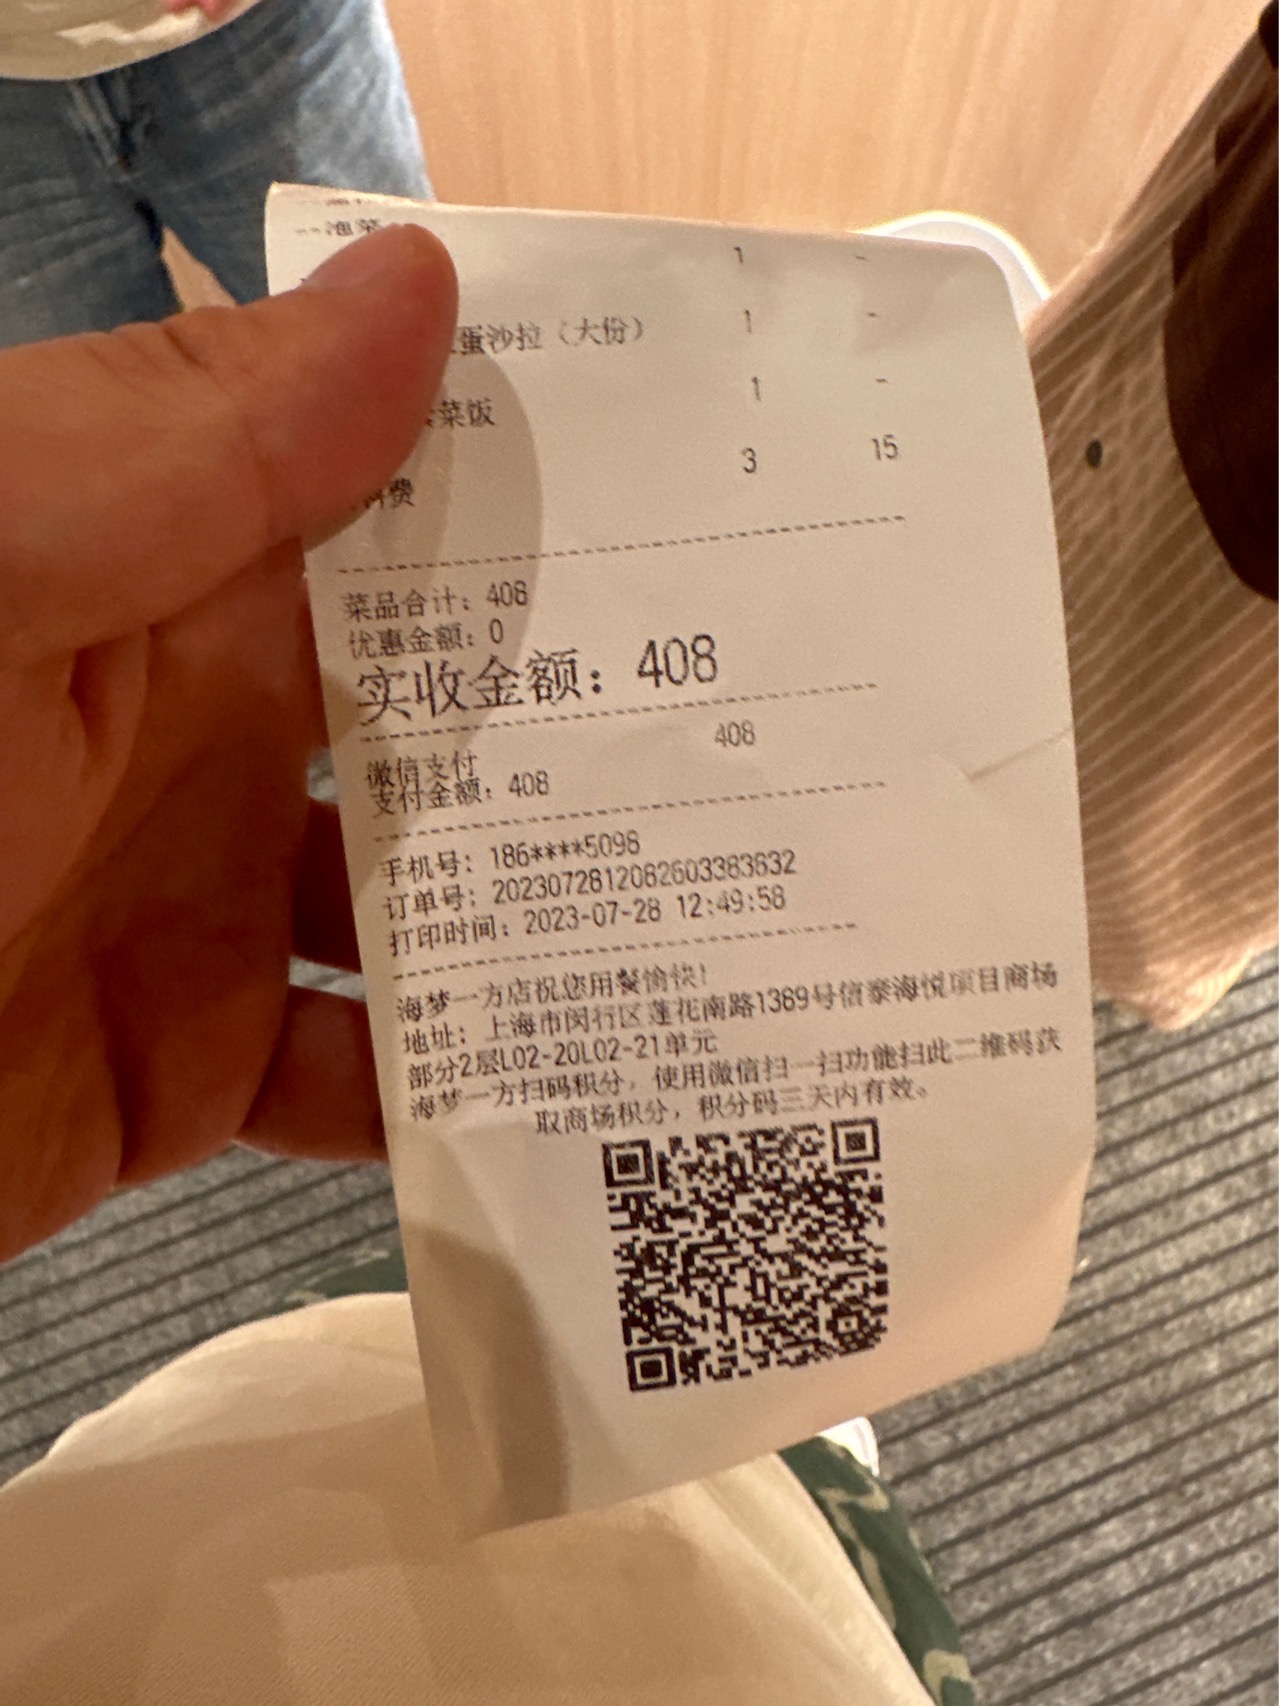 --泡菜
1 -
蛋沙拉（大份） 1 -
菜饭 1 -
费 3 15
菜品合计：408
优惠金额：0
实收金额：408
微信支付 408
支付金额：408
手机号：186****5098
订单号：2023072812082603383632
打印时间：2023-07-28 12:49:58
海梦一方店祝您用餐愉快！
地址：上海市闵行区莲花南路1369号信泰海悦项目商场
部分2层L02-20L02-21单元
海梦一方扫码积分，使用微信扫一扫功能扫此二维码获
取商场积分，积分码三天内有效。